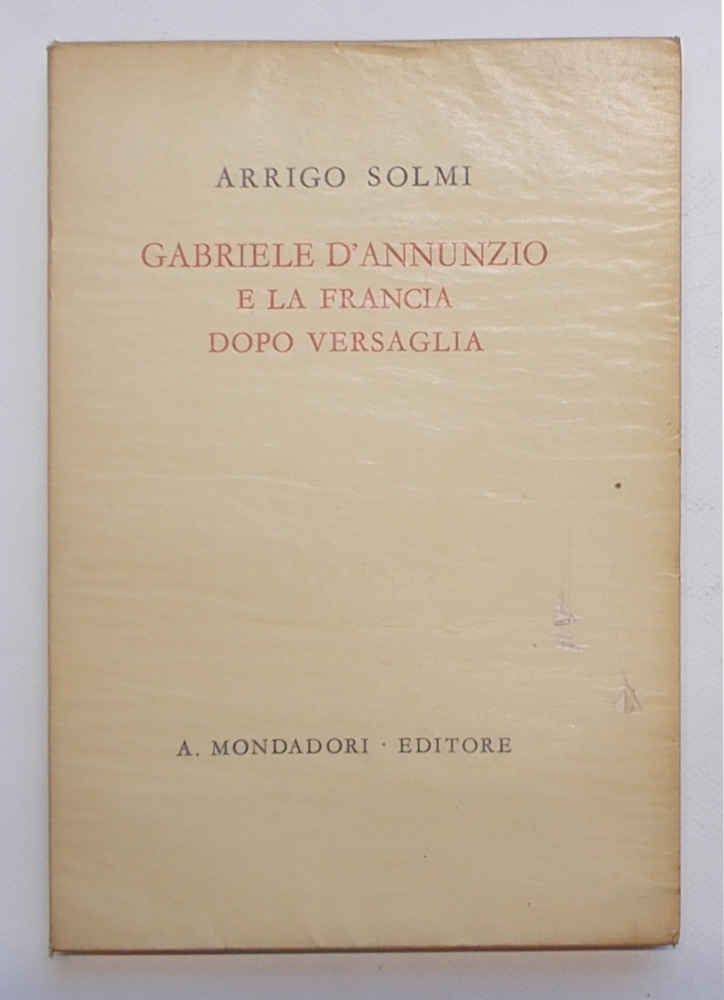 ARRIGO SOLMI
GABRIELE D'ANNUNZIO
E LA FRANCIA
DOPO VERSAGLIA
A. MONDADORI · EDITORE